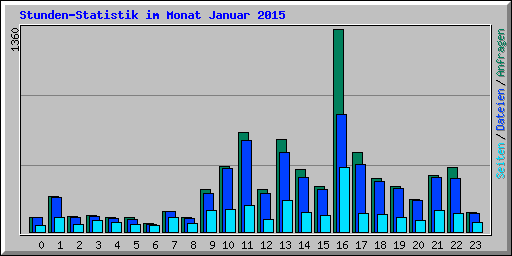 Stunden-Statistik im Monat Januar 2015
1360
Seiten/Dateien/Anfragen
0 1 2 3 4 5 6 7 8 9 10 11 12 13 14 15 16 17 18 19 20 21 22 23